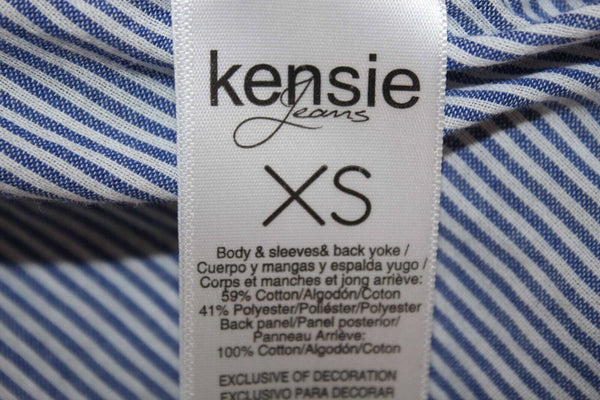 kensie
Jeans
XS
Body & sleeves& back yoke /
Cuerpo y mangas y espalda yugo /
Corps et manches et jong arriève:
59% Cotton/Algodón/Coton
41% Polyester/Poliéster/Polyester
Back panel/Panel posterior/
Panneau Arriève:
100% Cotton/Algodón/Coton
EXCLUSIVE OF DECORATION
EXCLUSIVO PARA DECORAR